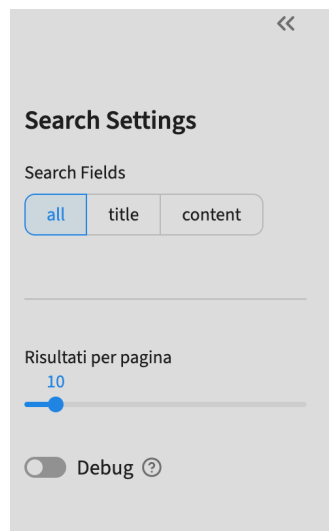 Search Settings
Search Fields
all title content
Risultati per pagina
10
Debug